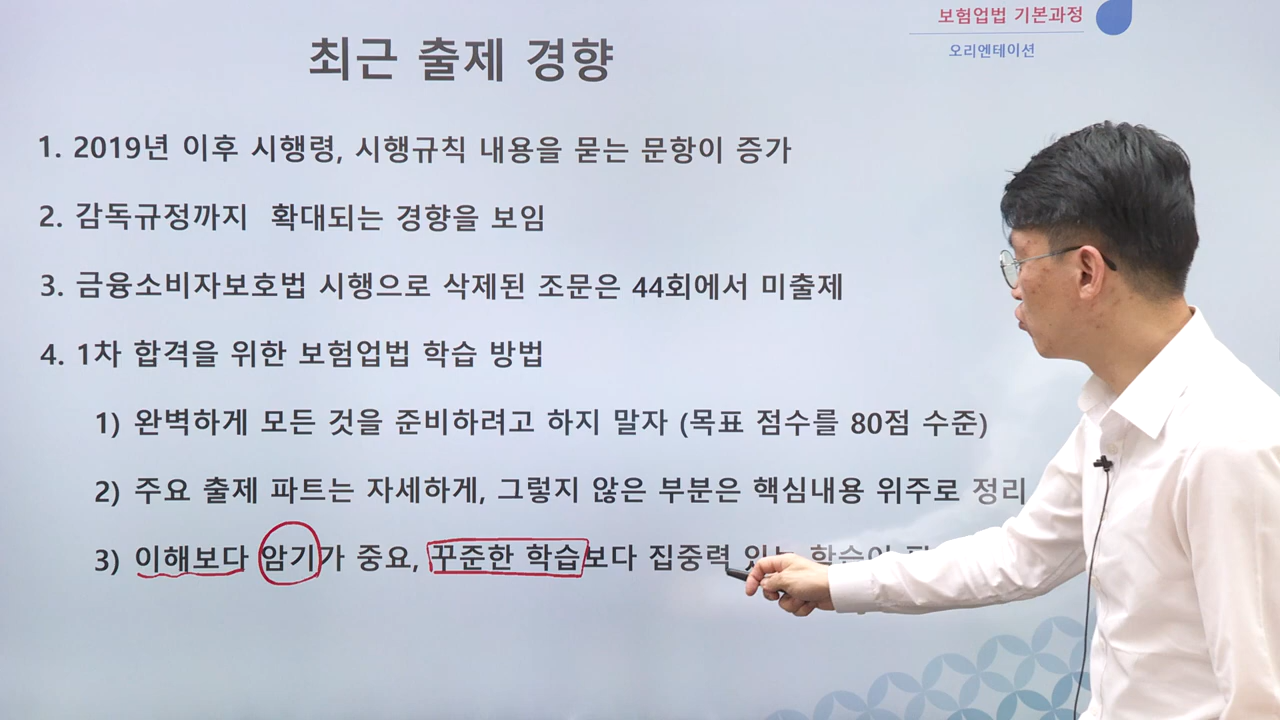 보험업법 기본과정
오리엔테이션
최근 출제 경향
1. 2019년 이후 시행령, 시행규칙 내용을 묻는 문항이 증가
2. 감독규정까지 확대되는 경향을 보임
3. 금융소비자보호법 시행으로 삭제된 조문은 44회에서 미출제
4. 1차 합격을 위한 보험업법 학습 방법
1) 완벽하게 모든 것을 준비하려고 하지 말자 (목표 점수를 80점 수준)
2) 주요 출제 파트는 자세하게, 그렇지 않은 부분은 핵심내용 위주로 정리
3) 이해보다 암기가 중요, 꾸준한 학습보다 집중력 있는 학습이